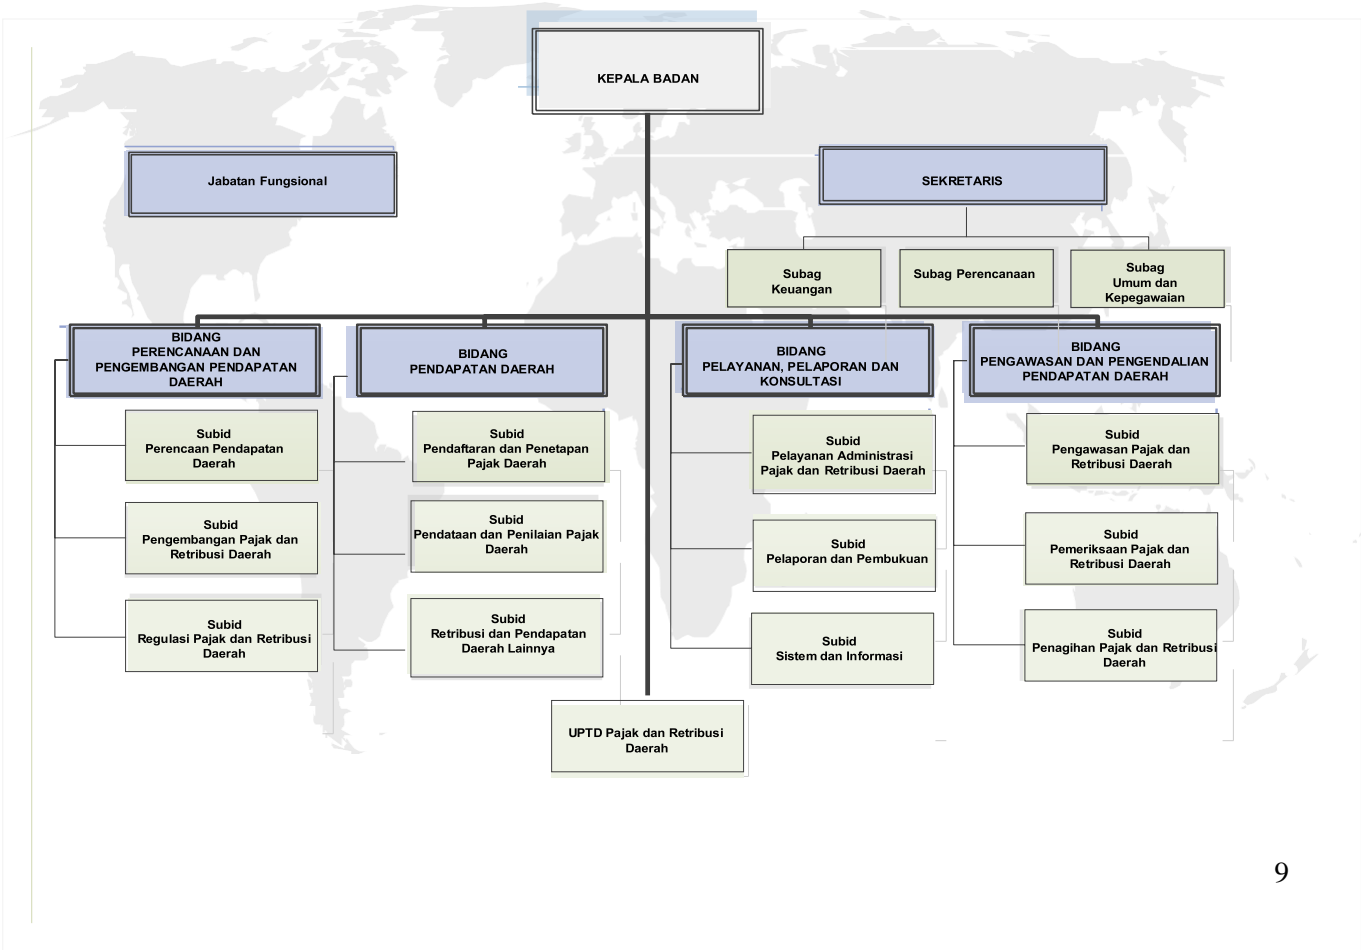 KEPALA BADAN
Jabatan Fungsional
SEKRETARIS
Subag
Keuangan
Subag Perencanaan
Subag
Umum dan
Kepegawaian
BIDANG
PERENCANAAN DAN
PENGEMBANGAN PENDAPATAN
DAERAH
BIDANG
PENDAPATAN DAERAH
BIDANG
PELAYANAN, PELAPORAN DAN
KONSULTASI
BIDANG
PENGAWASAN DAN PENGENDALIAN
PENDAPATAN DAERAH
Subid
Perencaan Pendapatan
Daerah
Subid
Pendaftaran dan Penetapan
Pajak Daerah
Subid
Pelayanan Administrasi
Pajak dan Retribusi Daerah
Subid
Pengawasan Pajak dan
Retribusi Daerah
Subid
Pengembangan Pajak dan
Retribusi Daerah
Subid
Pendataan dan Penilaian Pajak
Daerah
Subid
Pelaporan dan Pembukuan
Subid
Pemeriksaan Pajak dan
Retribusi Daerah
Subid
Regulasi Pajak dan Retribusi
Daerah
Subid
Retribusi dan Pendapatan
Daerah Lainnya
Subid
Sistem dan Informasi
Subid
Penagihan Pajak dan Retribusi
Daerah
UPTD Pajak dan Retribusi
Daerah
9